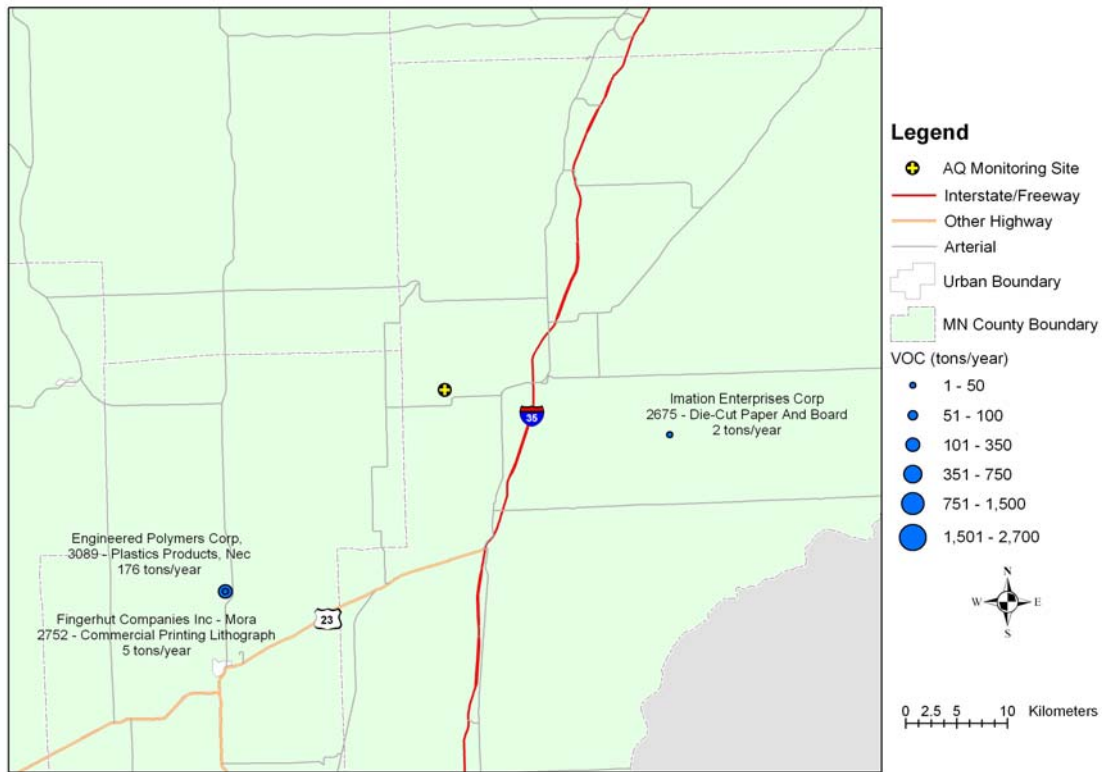 Imation Enterprises Corp
2675 - Die-Cut Paper And Board
2 tons/year
35
Engineered Polymers Corp,
3089 - Plastics Products, Nec
176 tons/year
Fingerhut Companies Inc - Mora
2752 - Commercial Printing Lithograph
5 tons/year
23
Legend
AQ Monitoring Site
Interstate/Freeway
Other Highway
Arterial
Urban Boundary
MN County Boundary
VOC (tons/year)
1 - 50
51 - 100
101 - 350
351 - 750
751 - 1,500
1,501 - 2,700
N
W E
S
0 2.5 5 10 Kilometers